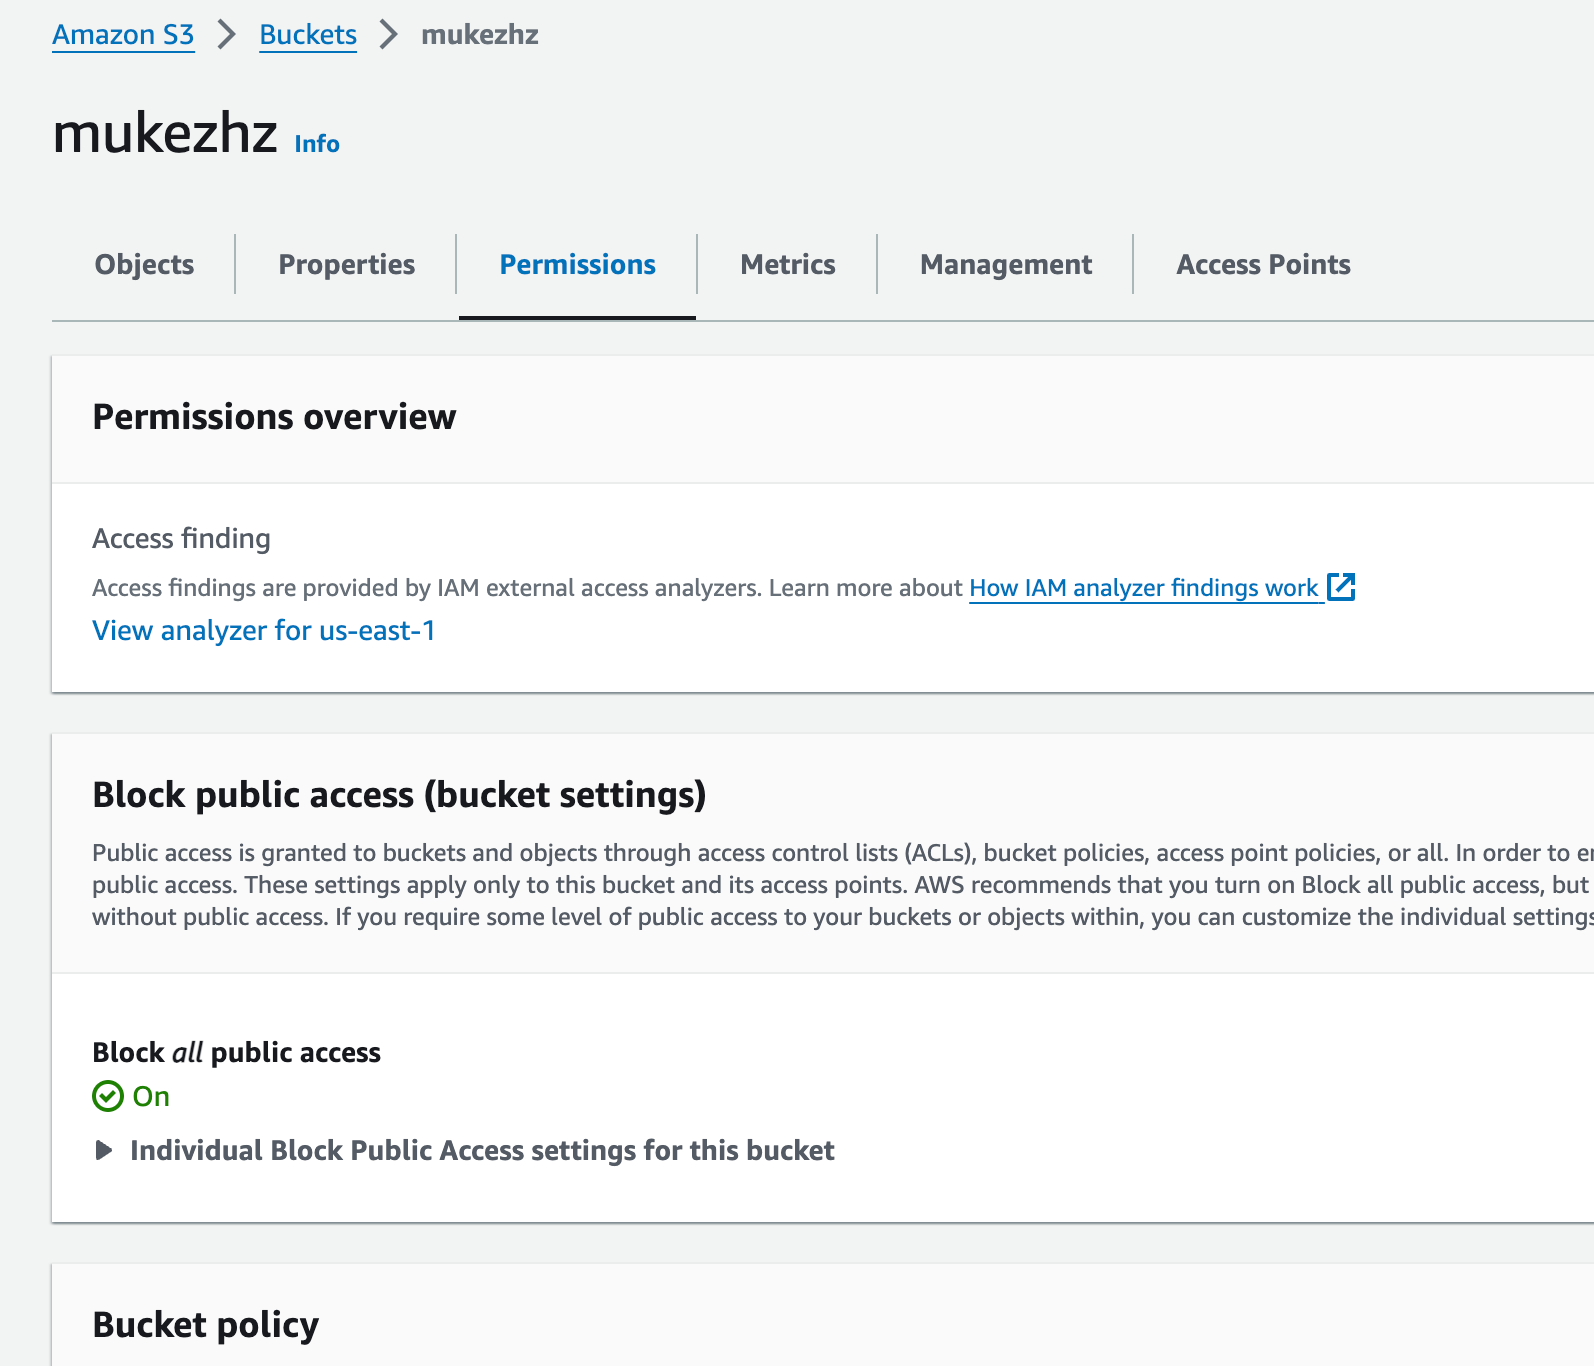 Amazon S3 > Buckets > mukezhz
mukezhz Info
Objects Properties Permissions Metrics Management Access Points
Permissions overview
Access finding
Access findings are provided by IAM external access analyzers. Learn more about How IAM analyzer findings work
View analyzer for us-east-1
Block public access (bucket settings)
Public access is granted to buckets and objects through access control lists (ACLs), bucket policies, access point policies, or all. In order to
public access. These settings apply only to this bucket and its access points. AWS recommends that you turn on Block all public access, but
without public access. If you require some level of public access to your buckets or objects within, you can customize the individual settings
Block all public access
On
Individual Block Public Access settings for this bucket
Bucket policy